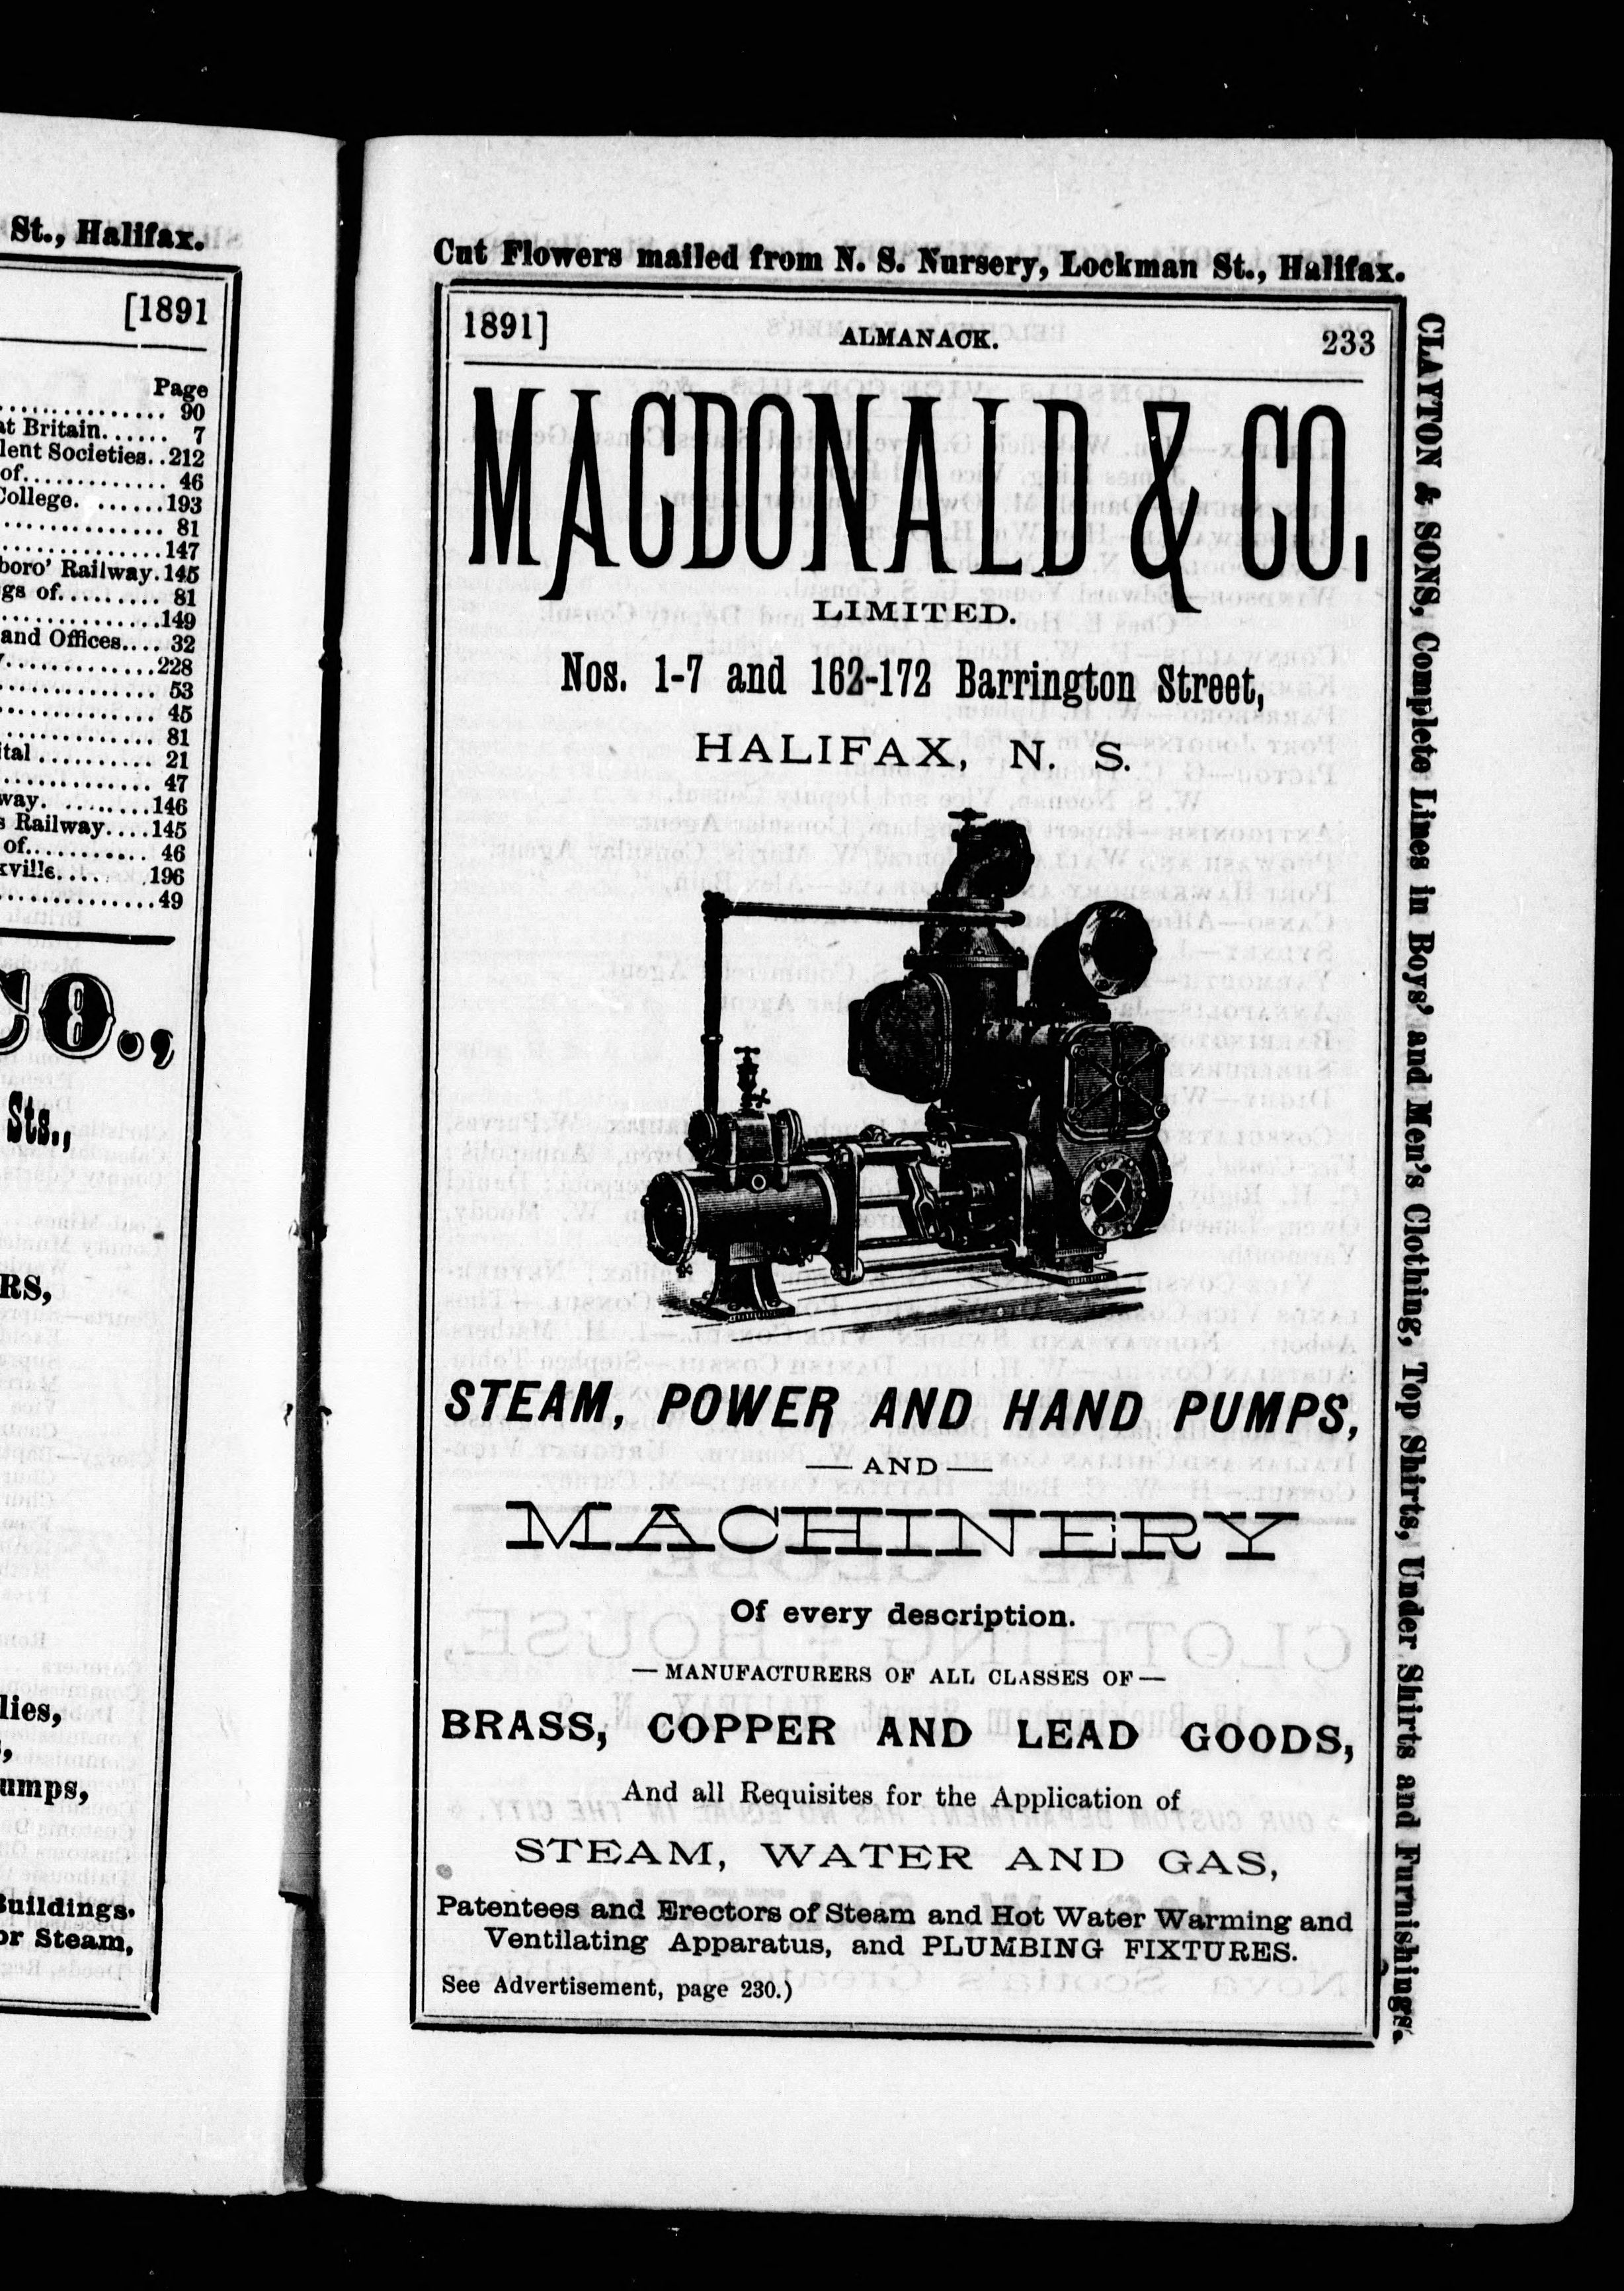 St., Halifax.
[1891
Page
90
at Britain...... 7
lent Societies..212
of............. 46
College. .......193
81
147
boro' Railway.145
gs of.......... 81
149
and Offices.... 32
228
53
45
81
ital .......... 21
47
way. ..........146
s Railway....145
of........... 46
kville.... .196
49
CO.,
Sts.,
RS,
lies,
umps,
Buildings.
or Steam,
Cut Flowers mailed from N. S. Nursery, Lockman St., Halifax.
1891] ALMANACK. 233
MACDONALD & CO.
LIMITED.
Nos. 1-7 and 162-172 Barrington Street,
HALIFAX, N. S.
STEAM, POWER AND HAND PUMPS,
— AND —
MACHINERY
Of every description.
— MANUFACTURERS OF ALL CLASSES OF —
BRASS, COPPER AND LEAD GOODS,
And all Requisites for the Application of
STEAM, WATER AND GAS,
Patentees and Erectors of Steam and Hot Water Warming and
Ventilating Apparatus, and PLUMBING FIXTURES.
See Advertisement, page 230.)
CLAYTON & SONS, Complete Lines in Boys' and Men's Clothing, Top Shirts, Under Shirts and Furnishings.